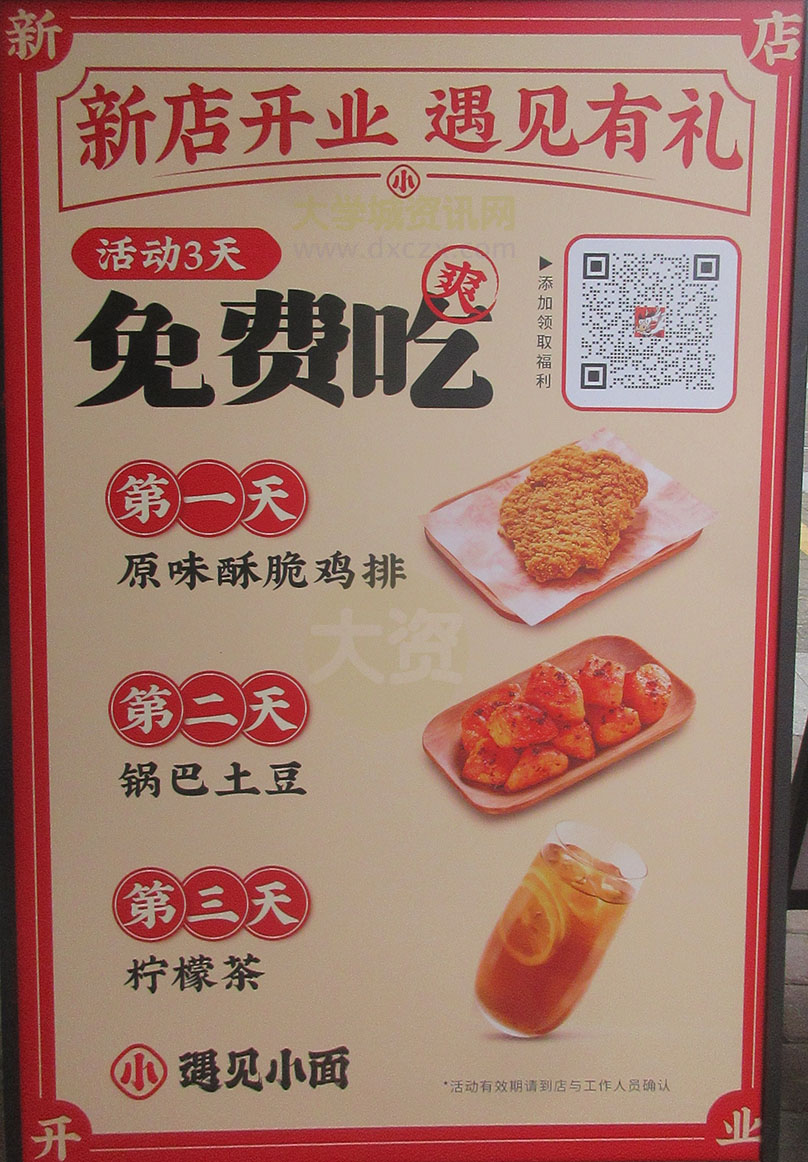 新 店
新店开业 遇见有礼
小
大学城资讯网
www.dxczx.com
活动3天
免费吃
爽
▶添加领取福利
第一天
原味酥脆鸡排
大资
第二天
锅巴土豆
第三天
柠檬茶
小 遇见小面
*活动有效期请到店与工作人员确认
开 业